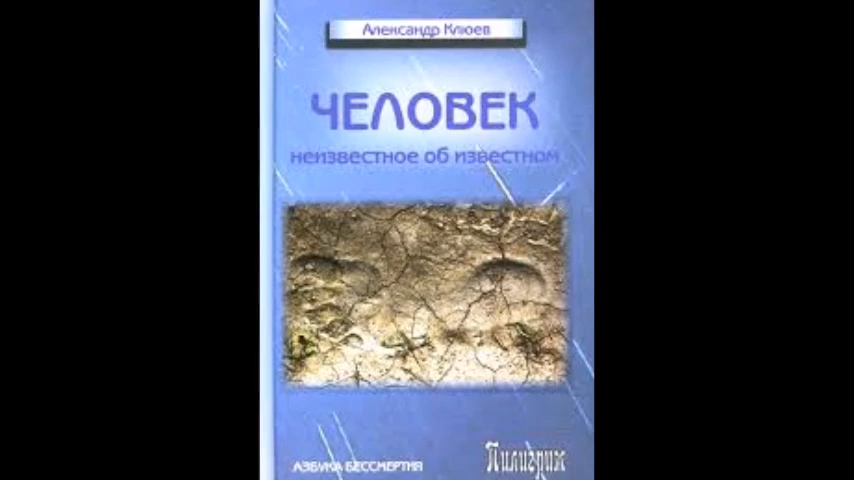 Александр Клюев
ЧЕЛОВЕК
неизвестное об известном
АЗБУКА БЕССМЕРТИЯ
Пилигрим